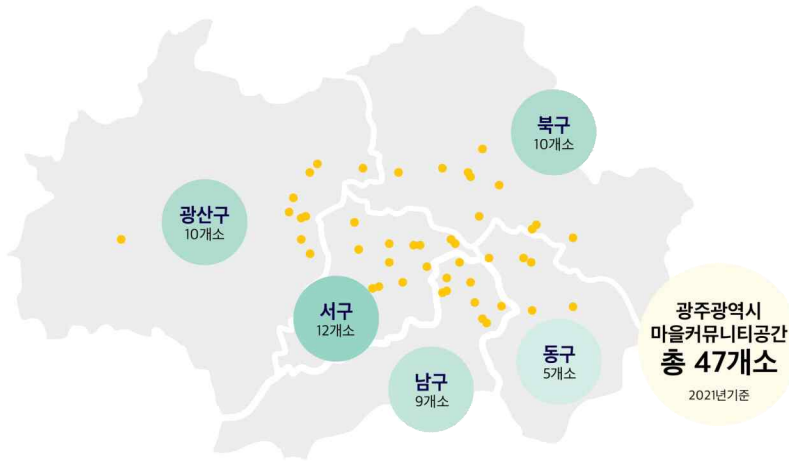 북구
10개소
광산구
10개소
서구
12개소
남구
9개소
동구
5개소
광주광역시
마을커뮤니티공간
총 47개소
2021년기준